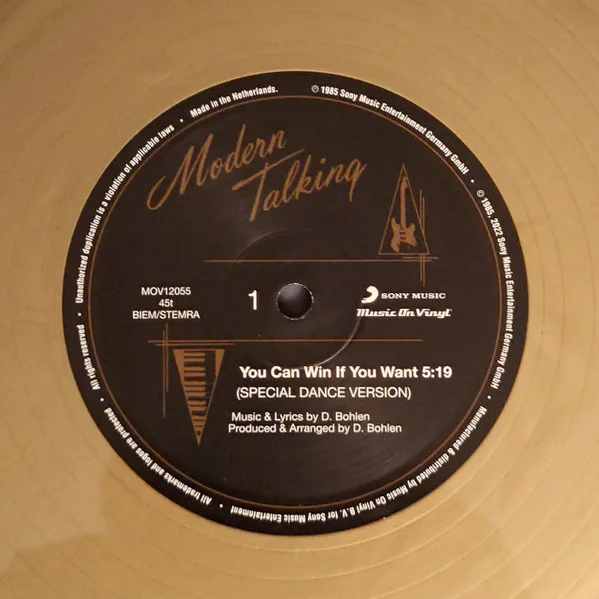 Modern
Talking
MOV12055
45t
BIEM/STEMRA
1
SONY MUSIC
Music On Vinyl
You Can Win If You Want 5:19
(SPECIAL DANCE VERSION)
Music & Lyrics by D. Bohlen
Produced & Arranged by D. Bohlen
℗ 1985 Sony Music Entertainment Germany GmbH • © 1985, 2022 Sony Music Entertainment Germany GmbH • Manufactured & distributed by Music On Vinyl B.V. for Sony Music Entertainment • All trademarks and logos are protected • All rights reserved • Unauthorized duplication is a violation of applicable laws • Made in the Netherlands.